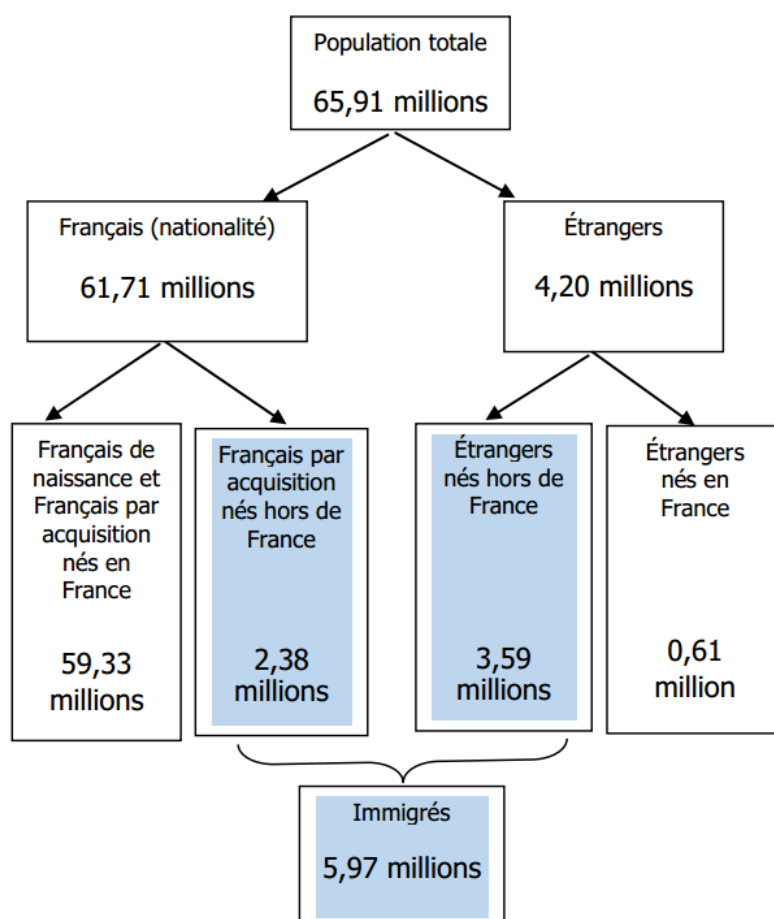 Population totale
65,91 millions
Français (nationalité)
61,71 millions
Étrangers
4,20 millions
Français de
naissance et
Français par
acquisition
nés en
France
59,33
millions
Français par
acquisition
nés hors de
France
2,38
millions
Étrangers
nés hors de
France
3,59
millions
Étrangers
nés en
France
0,61
million
Immigrés
5,97 millions